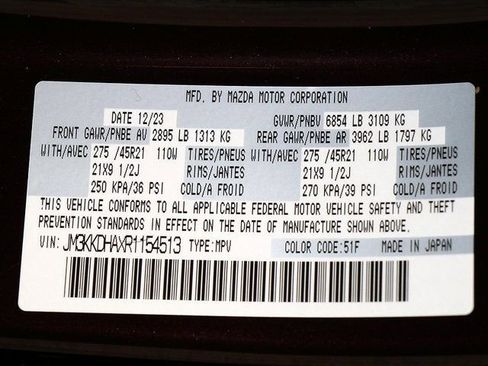 MFD. BY MAZDA MOTOR CORPORATION
DATE 12/23 GVWR/PNBV 6854 LB 3109 KG
FRONT GAWR/PNBE AV 2895 LB 1313 KG REAR GAWR/PNBE AR 3962 LB 1797 KG
WITH/AVEC 275 /45R21 110W TIRES/PNEUS WITH/AVEC 275 /45R21 110W TIRES/PNEUS
21X9 1/2J RIMS/JANTES 21X9 1/2J RIMS/JANTES
250 KPA/36 PSI COLD/A FROID 270 KPA/39 PSI COLD/A FROID
THIS VEHICLE CONFORMS TO ALL APPLICABLE FEDERAL MOTOR VEHICLE SAFETY AND THEFT
PREVENTION STANDARDS IN EFFECT ON THE DATE OF MANUFACTURE SHOWN ABOVE.
VIN: JM3KKDHAXR1154513 TYPE:MPV COLOR CODE:51F MADE IN JAPAN